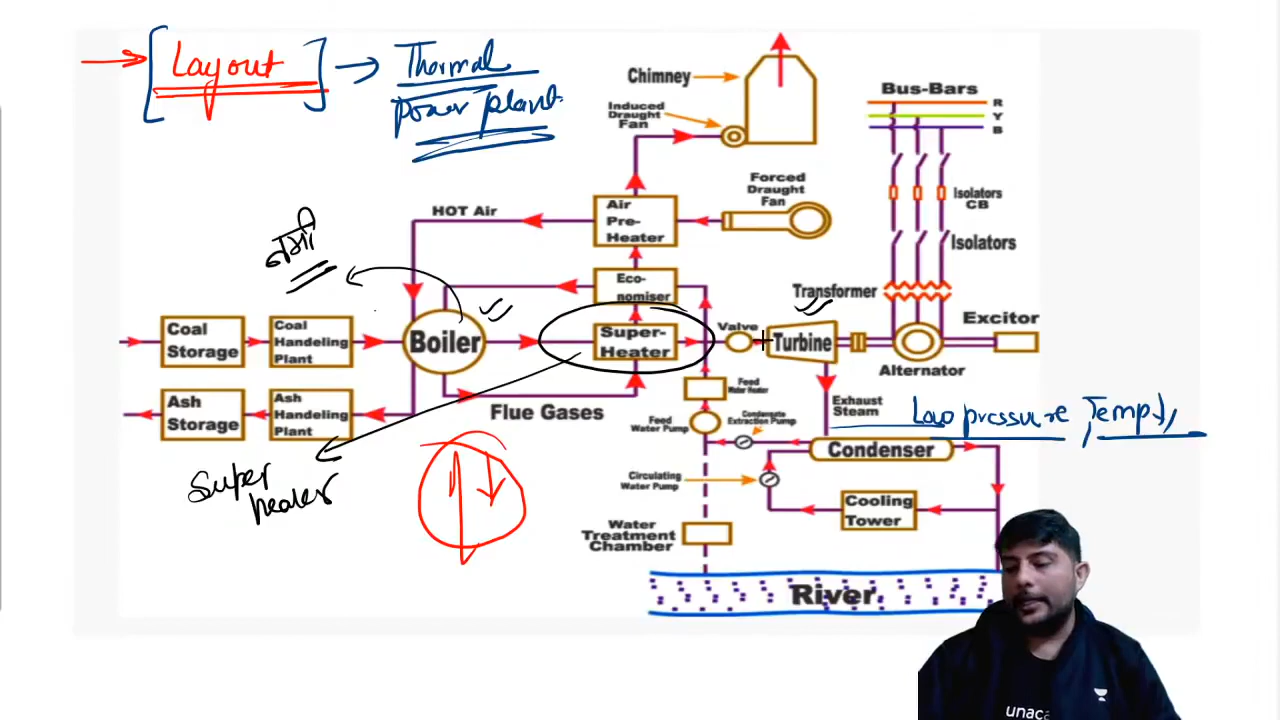 Layout
Thermal
power plant
Chimney
Induced
Draught
Fan
Bus-Bars
R
Y
B
Forced
Draught
Fan
Isolators
CB
Isolators
HOT Air
Air
Pre-
Heater
नमी
Eco-
nomiser
Transformer
Excitor
Coal
Storage
Coal
Handeling
Plant
Boiler
Super-
Heater
Valve
Turbine
Alternator
Ash
Storage
Ash
Handeling
Plant
Flue Gases
Feed
Water Heater
Exhaust
Steam
Low pressure, Temp
Feed
Water Pump
Condensate
Extraction Pump
Condenser
Super
heater
Circulating
Water Pump
Cooling
Tower
Water
Treatment
Chamber
River
unaca